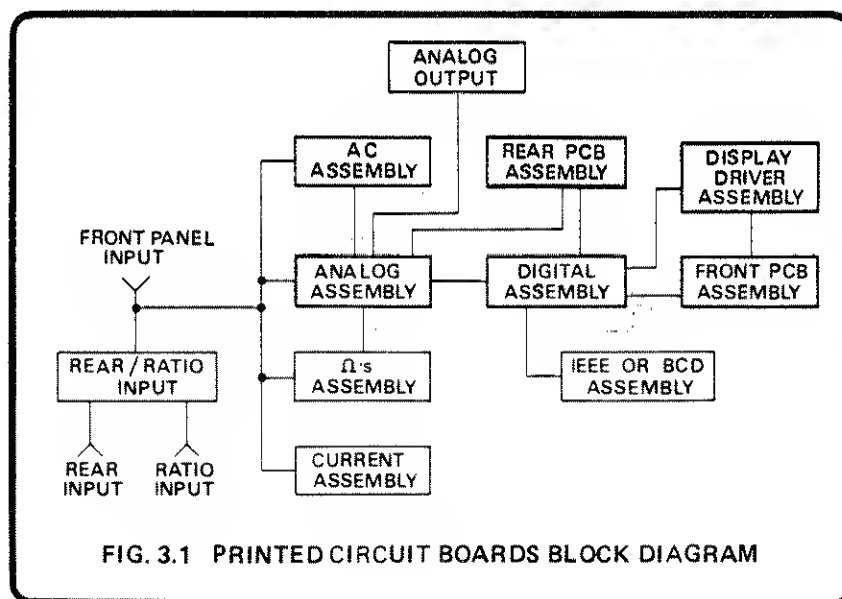 ANALOG
OUTPUT
AC
ASSEMBLY
REAR PCB
ASSEMBLY
DISPLAY
DRIVER
ASSEMBLY
FRONT PANEL
INPUT
ANALOG
ASSEMBLY
DIGITAL
ASSEMBLY
FRONT PCB
ASSEMBLY
REAR / RATIO
INPUT
Ω's
ASSEMBLY
IEEE OR BCD
ASSEMBLY
REAR
INPUT
RATIO
INPUT
CURRENT
ASSEMBLY
FIG. 3.1 PRINTED CIRCUIT BOARDS BLOCK DIAGRAM